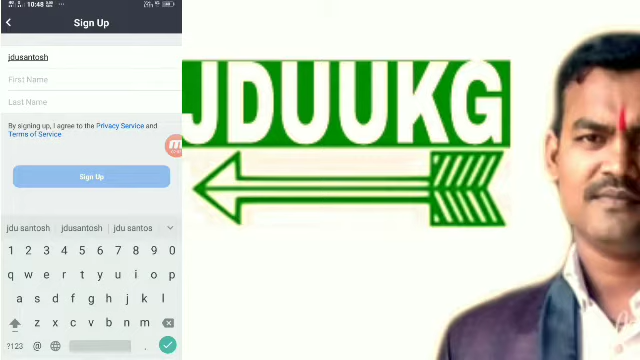 10:48
Sign Up
jdusantosh
First Name
Last Name
By signing up, I agree to the Privacy Service and
Terms of Service
Sign Up
jdu santosh jdusantosh jdu santos
1 2 3 4 5 6 7 8 9 0
q w e r t y u i o p
a s d f g h j k l
z x c v b n m
?123 @ .
JDUUKG